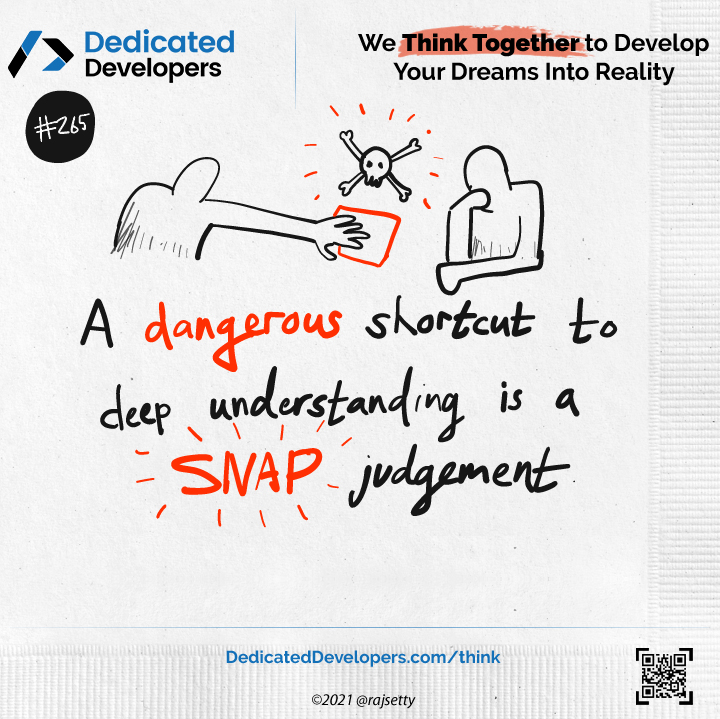 Dedicated
Developers
We Think Together to Develop
Your Dreams Into Reality
#265
A dangerous shortcut to
deep understanding is a
SNAP judgement
DedicatedDevelopers.com/think
©2021 @rajsetty